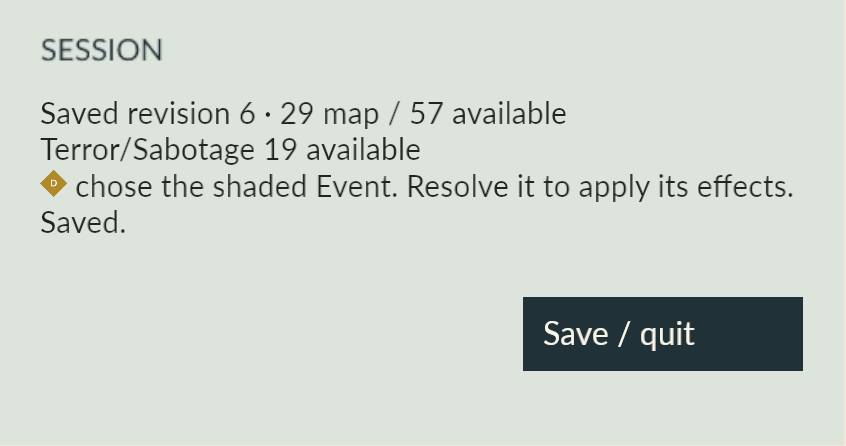 SESSION
Saved revision 6 · 29 map / 57 available
Terror/Sabotage 19 available
D chose the shaded Event. Resolve it to apply its effects.
Saved.
Save / quit